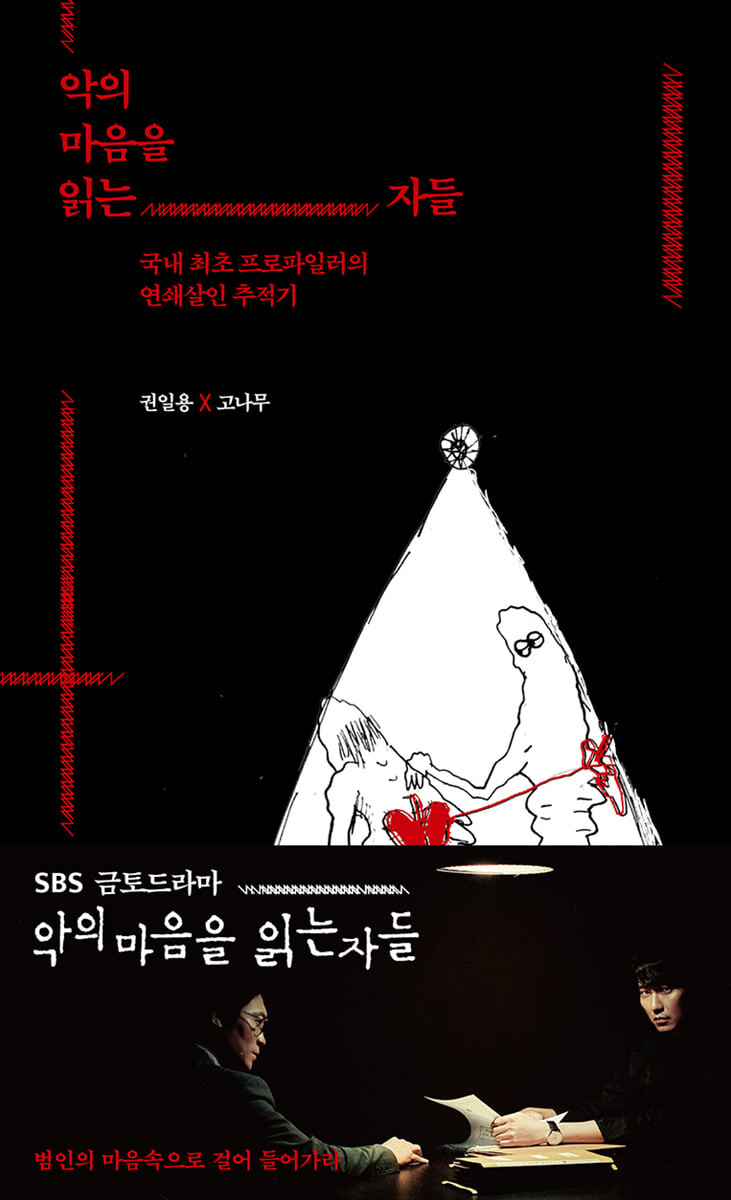 악의
마음을
읽는 자들
국내 최초 프로파일러의
연쇄살인 추적기
권일용 X 고나무
SBS 금토드라마
악의 마음을 읽는 자들
범인의 마음속으로 걸어 들어가라